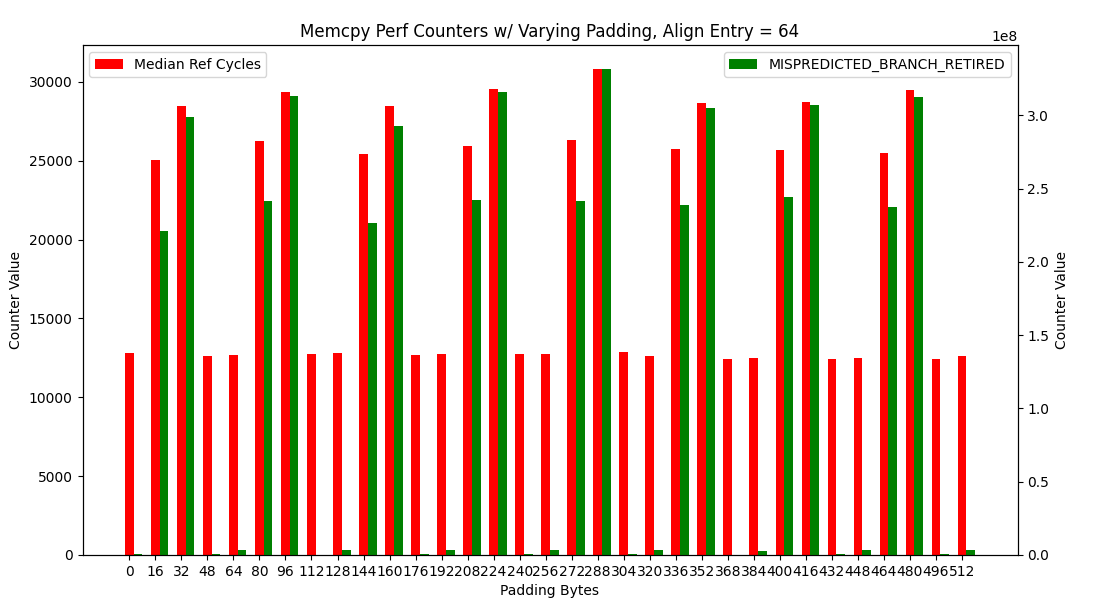 Memcpy Perf Counters w/ Varying Padding, Align Entry = 64
1e8
Median Ref Cycles
MISPREDICTED_BRANCH_RETIRED
30000
25000
20000
15000
10000
5000
0
Counter Value
3.0
2.5
2.0
1.5
1.0
0.5
0.0
Counter Value
0 16 32 48 64 80 96 112 128 144 160 176 192 208 224 240 256 272 288 304 320 336 352 368 384 400 416 432 448 464 480 496 512
Padding Bytes